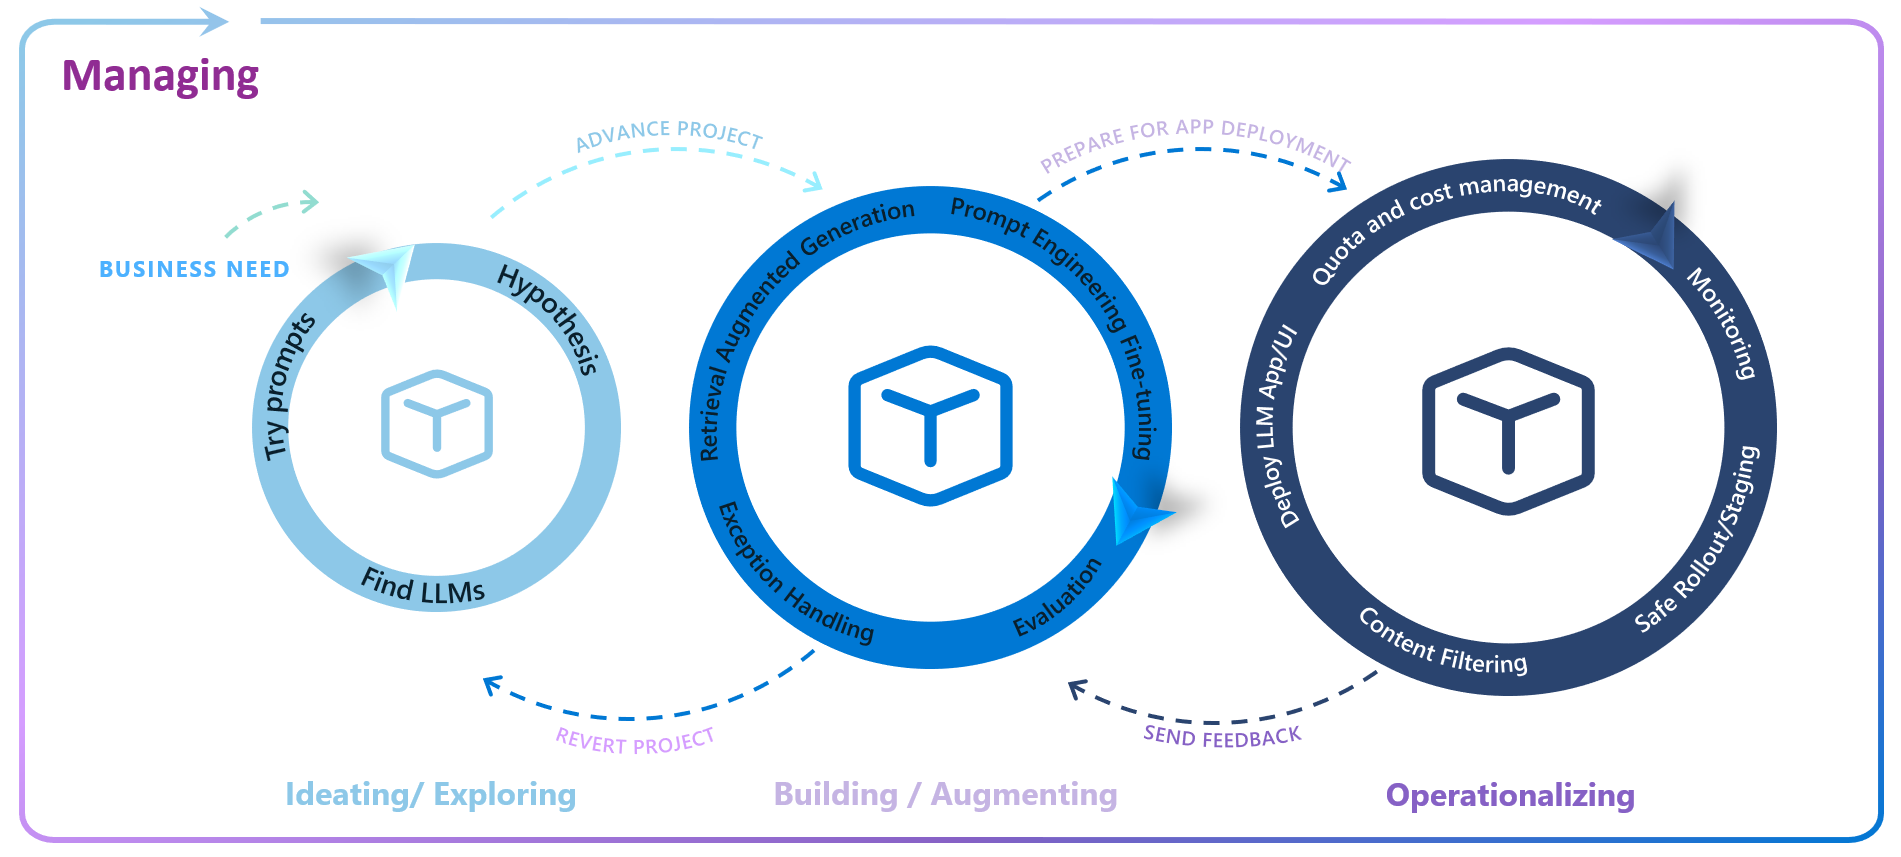 Managing
ADVANCE PROJECT
PREPARE FOR APP DEPLOYMENT
BUSINESS NEED
Try prompts
Hypothesis
Find LLMs
Retrieval Augmented Generation
Prompt Engineering Fine-tuning
Exception Handling
Evaluation
Quota and cost management
Monitoring
Deploy LLM App/UI
Safe Rollout/Staging
Content Filtering
REVERT PROJECT
SEND FEEDBACK
Ideating/ Exploring
Building / Augmenting
Operationalizing